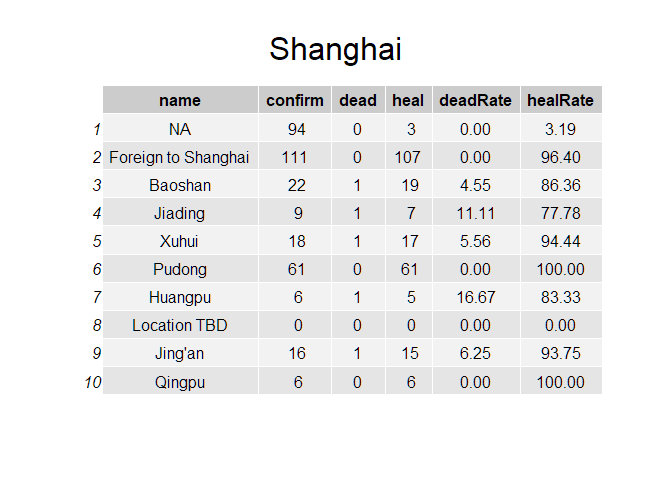 Shanghai
name confirm dead heal deadRate healRate
1 NA 94 0 3 0.00 3.19
2 Foreign to Shanghai 111 0 107 0.00 96.40
3 Baoshan 22 1 19 4.55 86.36
4 Jiading 9 1 7 11.11 77.78
5 Xuhui 18 1 17 5.56 94.44
6 Pudong 61 0 61 0.00 100.00
7 Huangpu 6 1 5 16.67 83.33
8 Location TBD 0 0 0 0.00 0.00
9 Jing'an 16 1 15 6.25 93.75
10 Qingpu 6 0 6 0.00 100.00